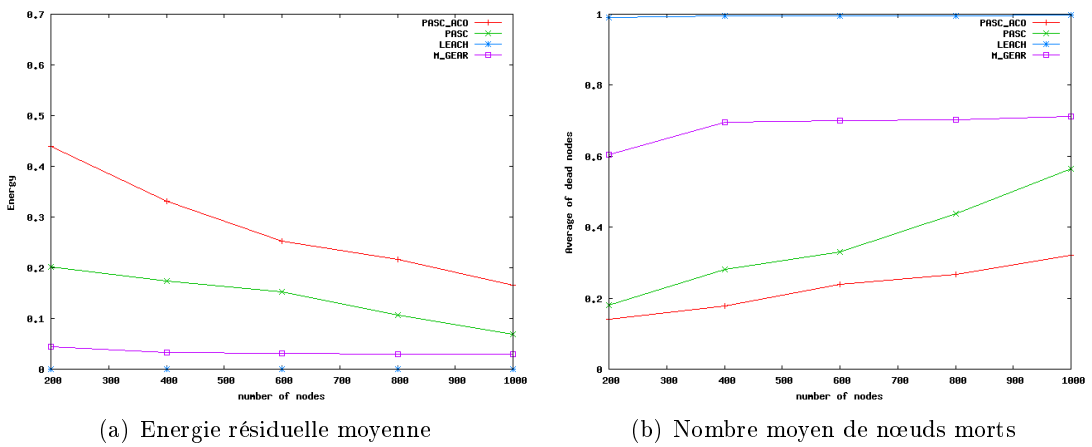 0.7
0.6
0.5
0.4
0.3
0.2
0.1
0
Energy
PASC_ACO
PASC
LEACH
M_GEAR
200 300 400 500 600 700 800 900 1000
number of nodes
(a) Energie résiduelle moyenne
1
0.8
0.6
0.4
0.2
0
Average of dead nodes
PASC_ACO
PASC
LEACH
M_GEAR
200 300 400 500 600 700 800 900 1000
number of nodes
(b) Nombre moyen de nœuds morts